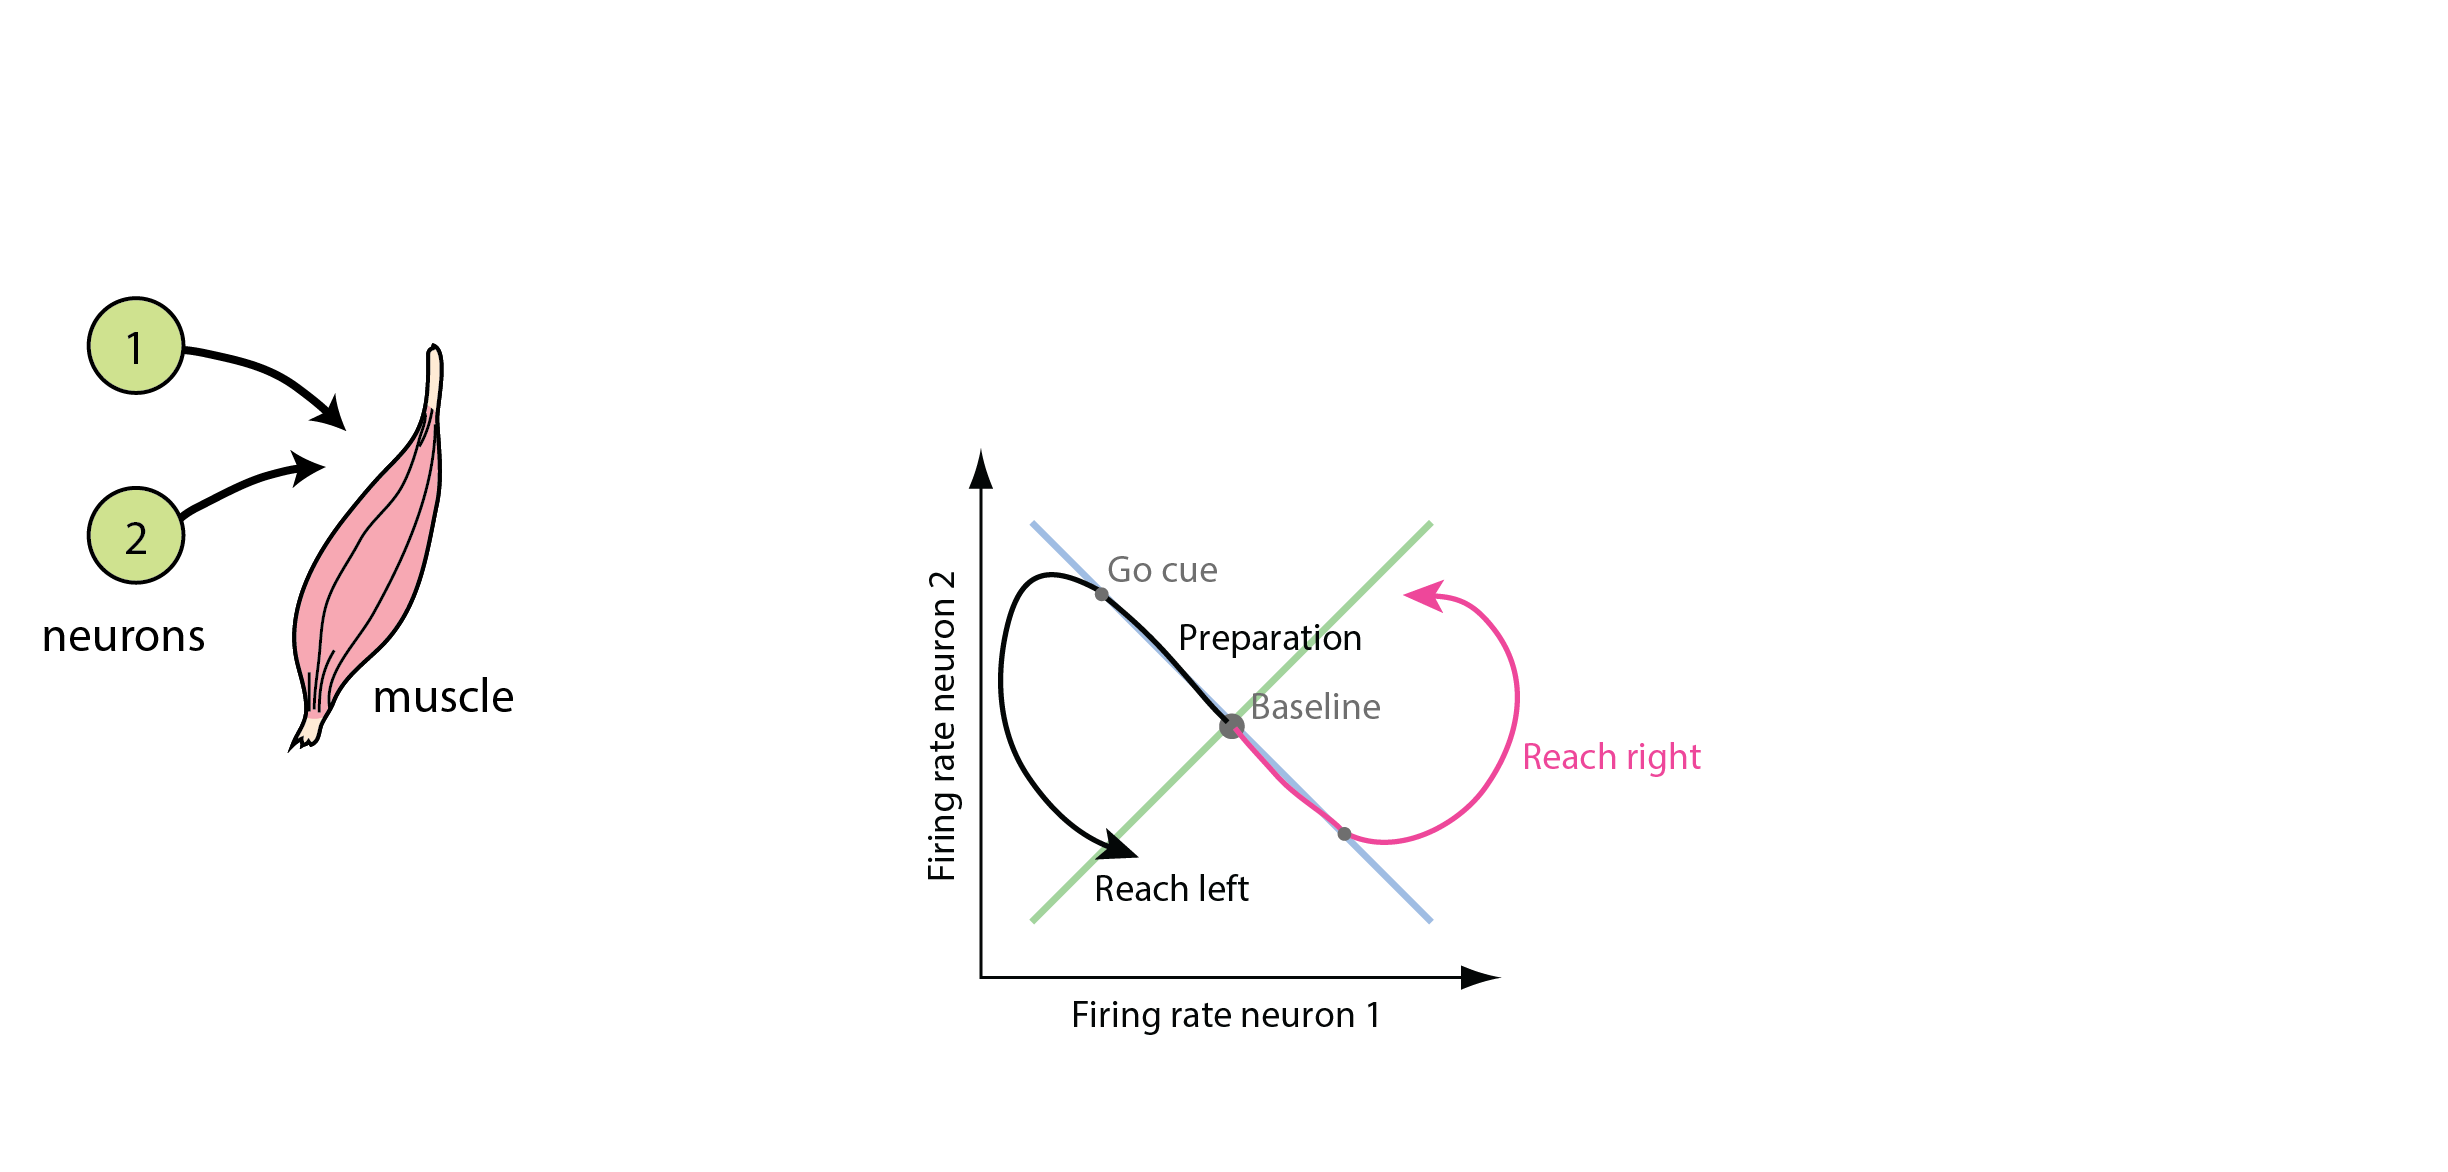 1
2
neurons
muscle
Firing rate neuron 2
Go cue
Preparation
Baseline
Reach right
Reach left
Firing rate neuron 1